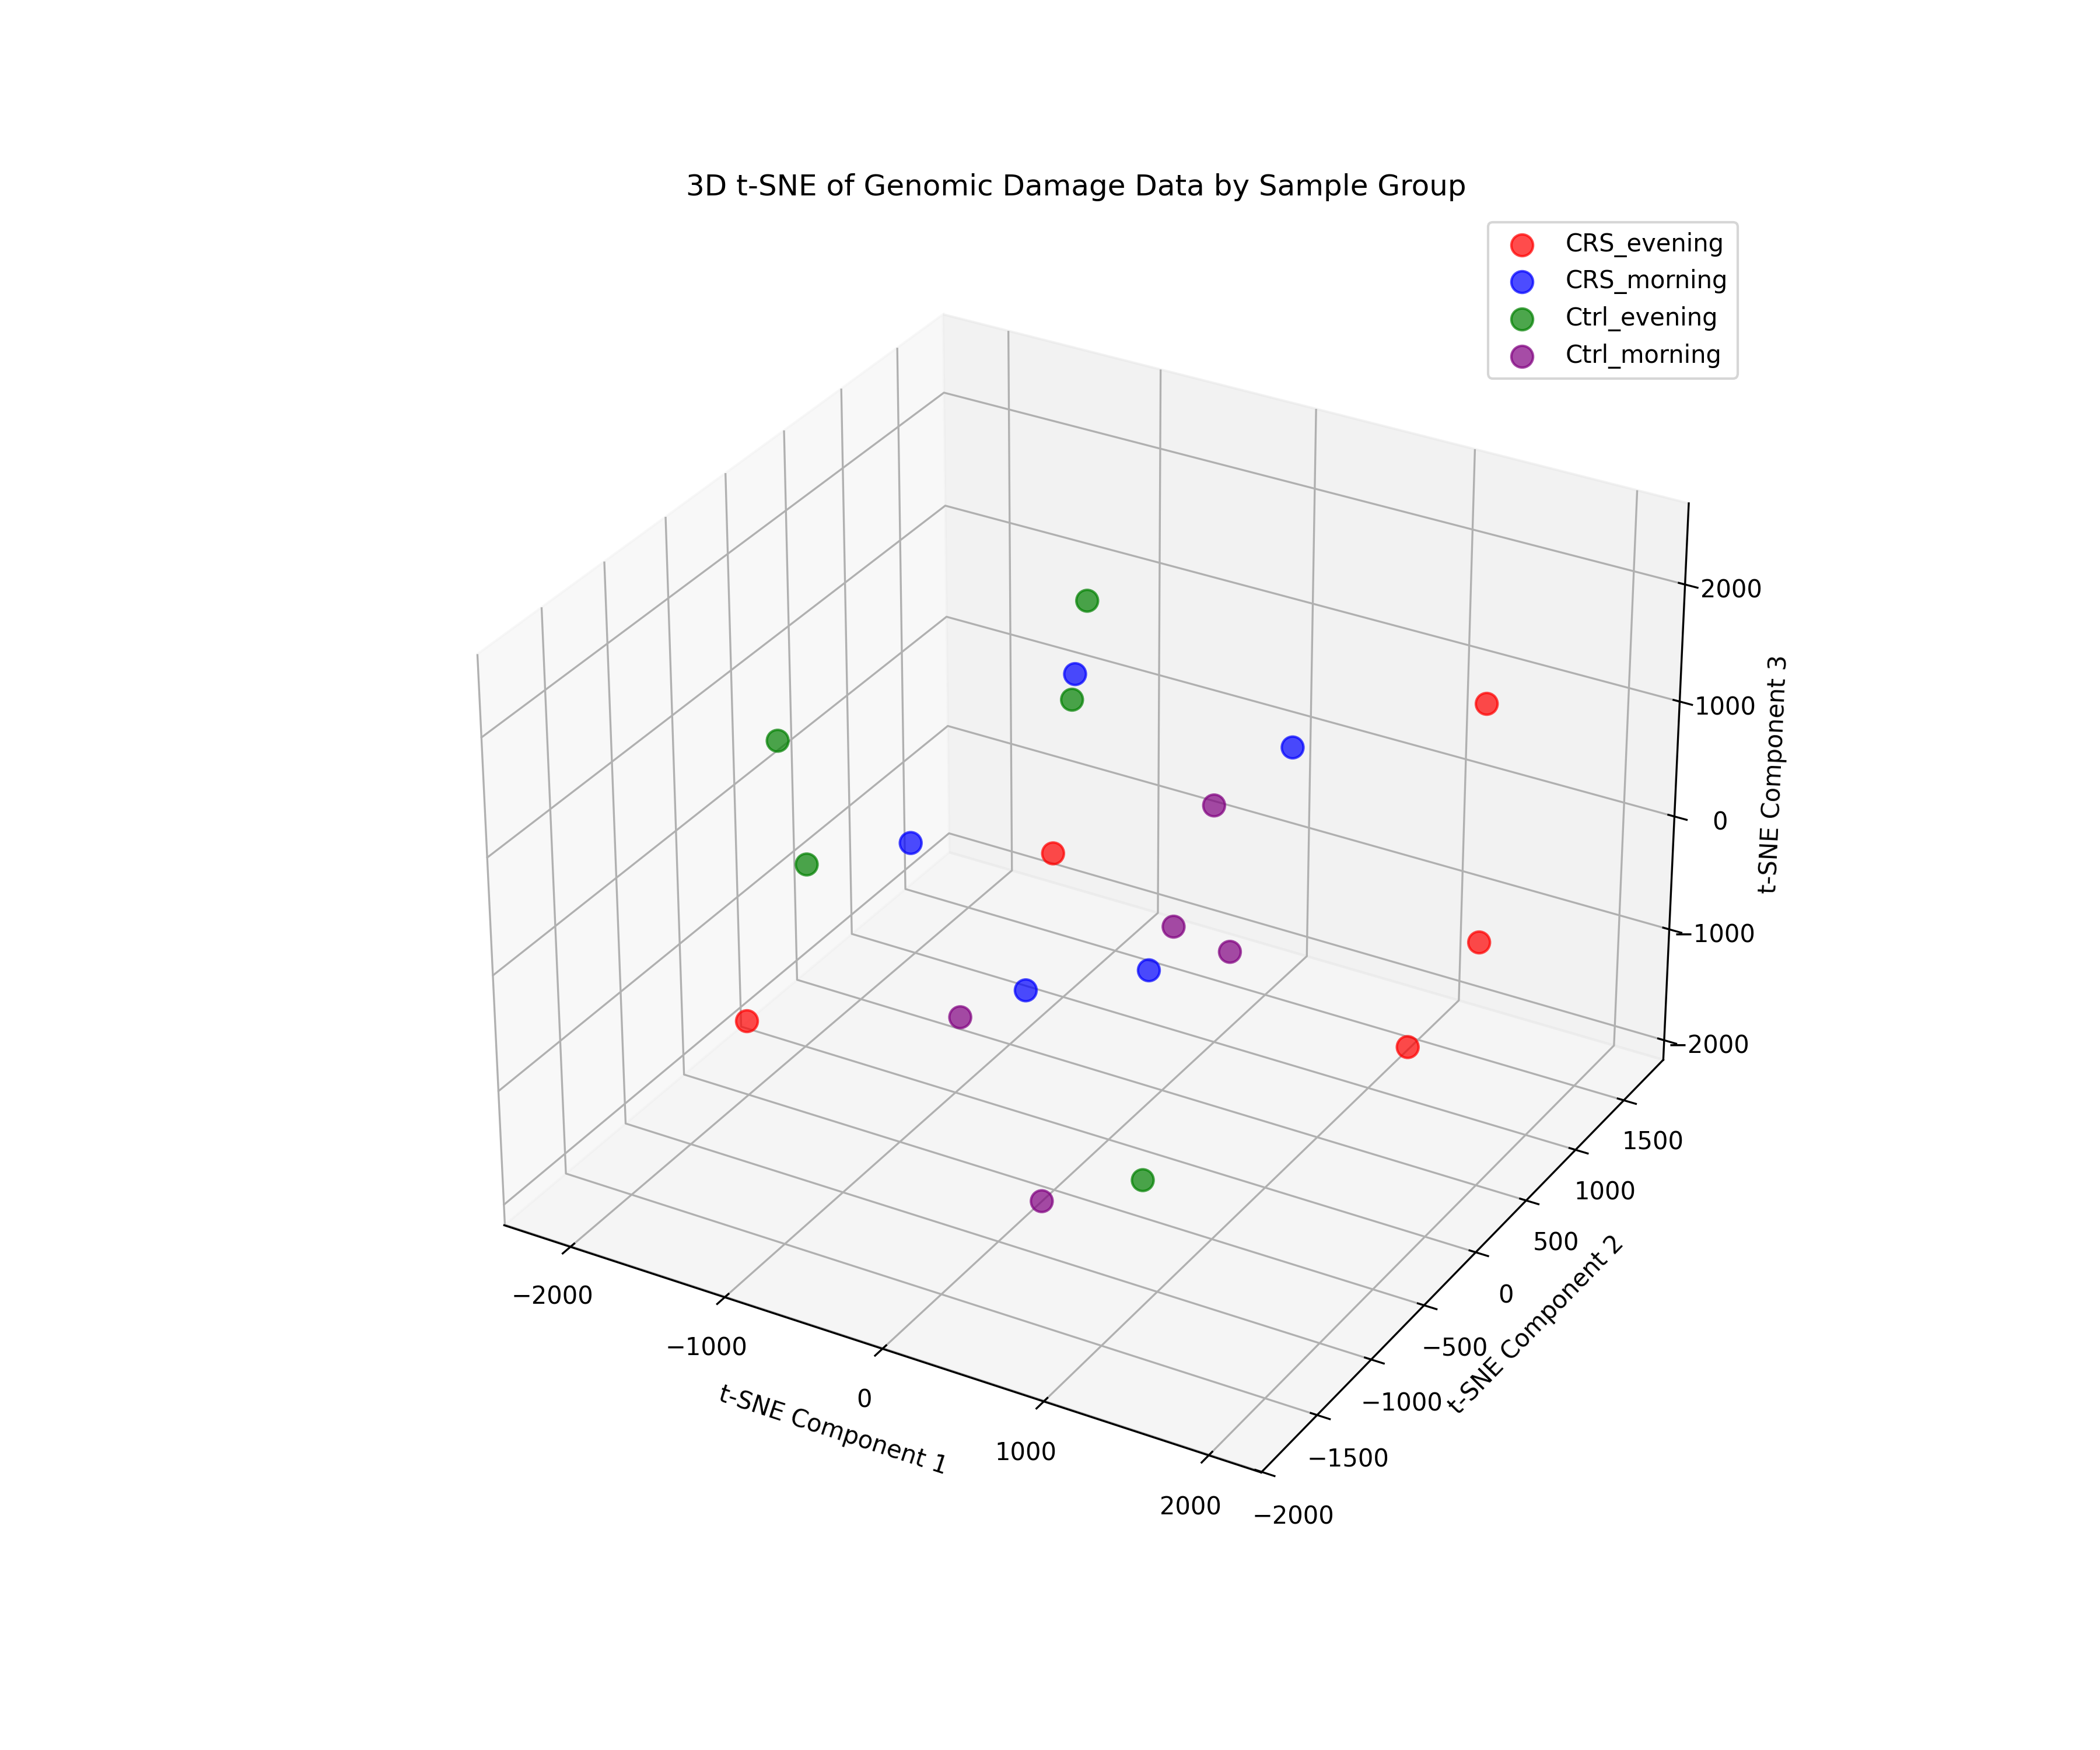 3D t-SNE of Genomic Damage Data by Sample Group
CRS_evening
CRS_morning
Ctrl_evening
Ctrl_morning
2000
1000
0
−1000
−2000
t-SNE Component 3
1500
1000
500
0
−500
−1000
−1500
−2000
t-SNE Component 2
−2000
−1000
0
1000
2000
t-SNE Component 1